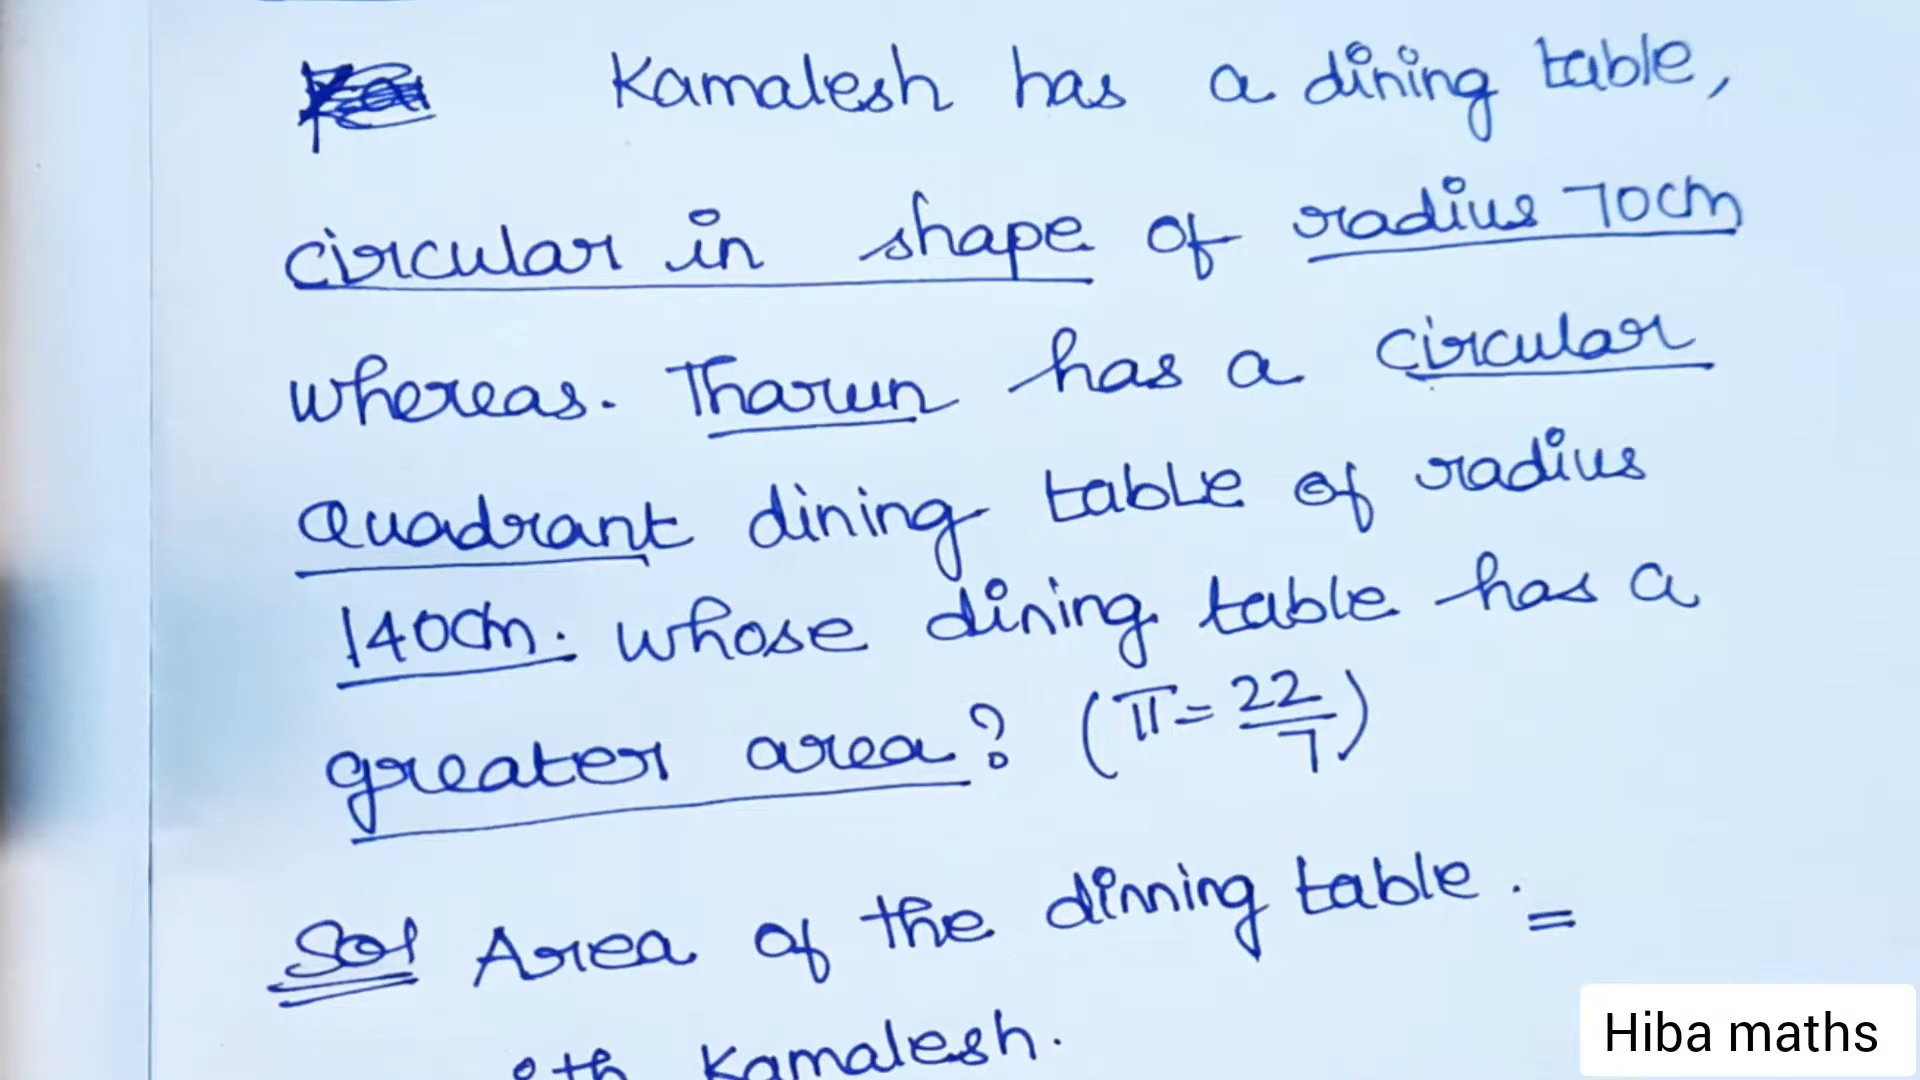 Kamalesh has a dining table,
circular in shape of radius 70cm
whereas. Tharun has a circular
Quadrant dining table of radius
140cm. whose dining table has a
greater area? (π = 22/7)
Sol Area of the dinning table. =
Kamalesh.
Hiba maths